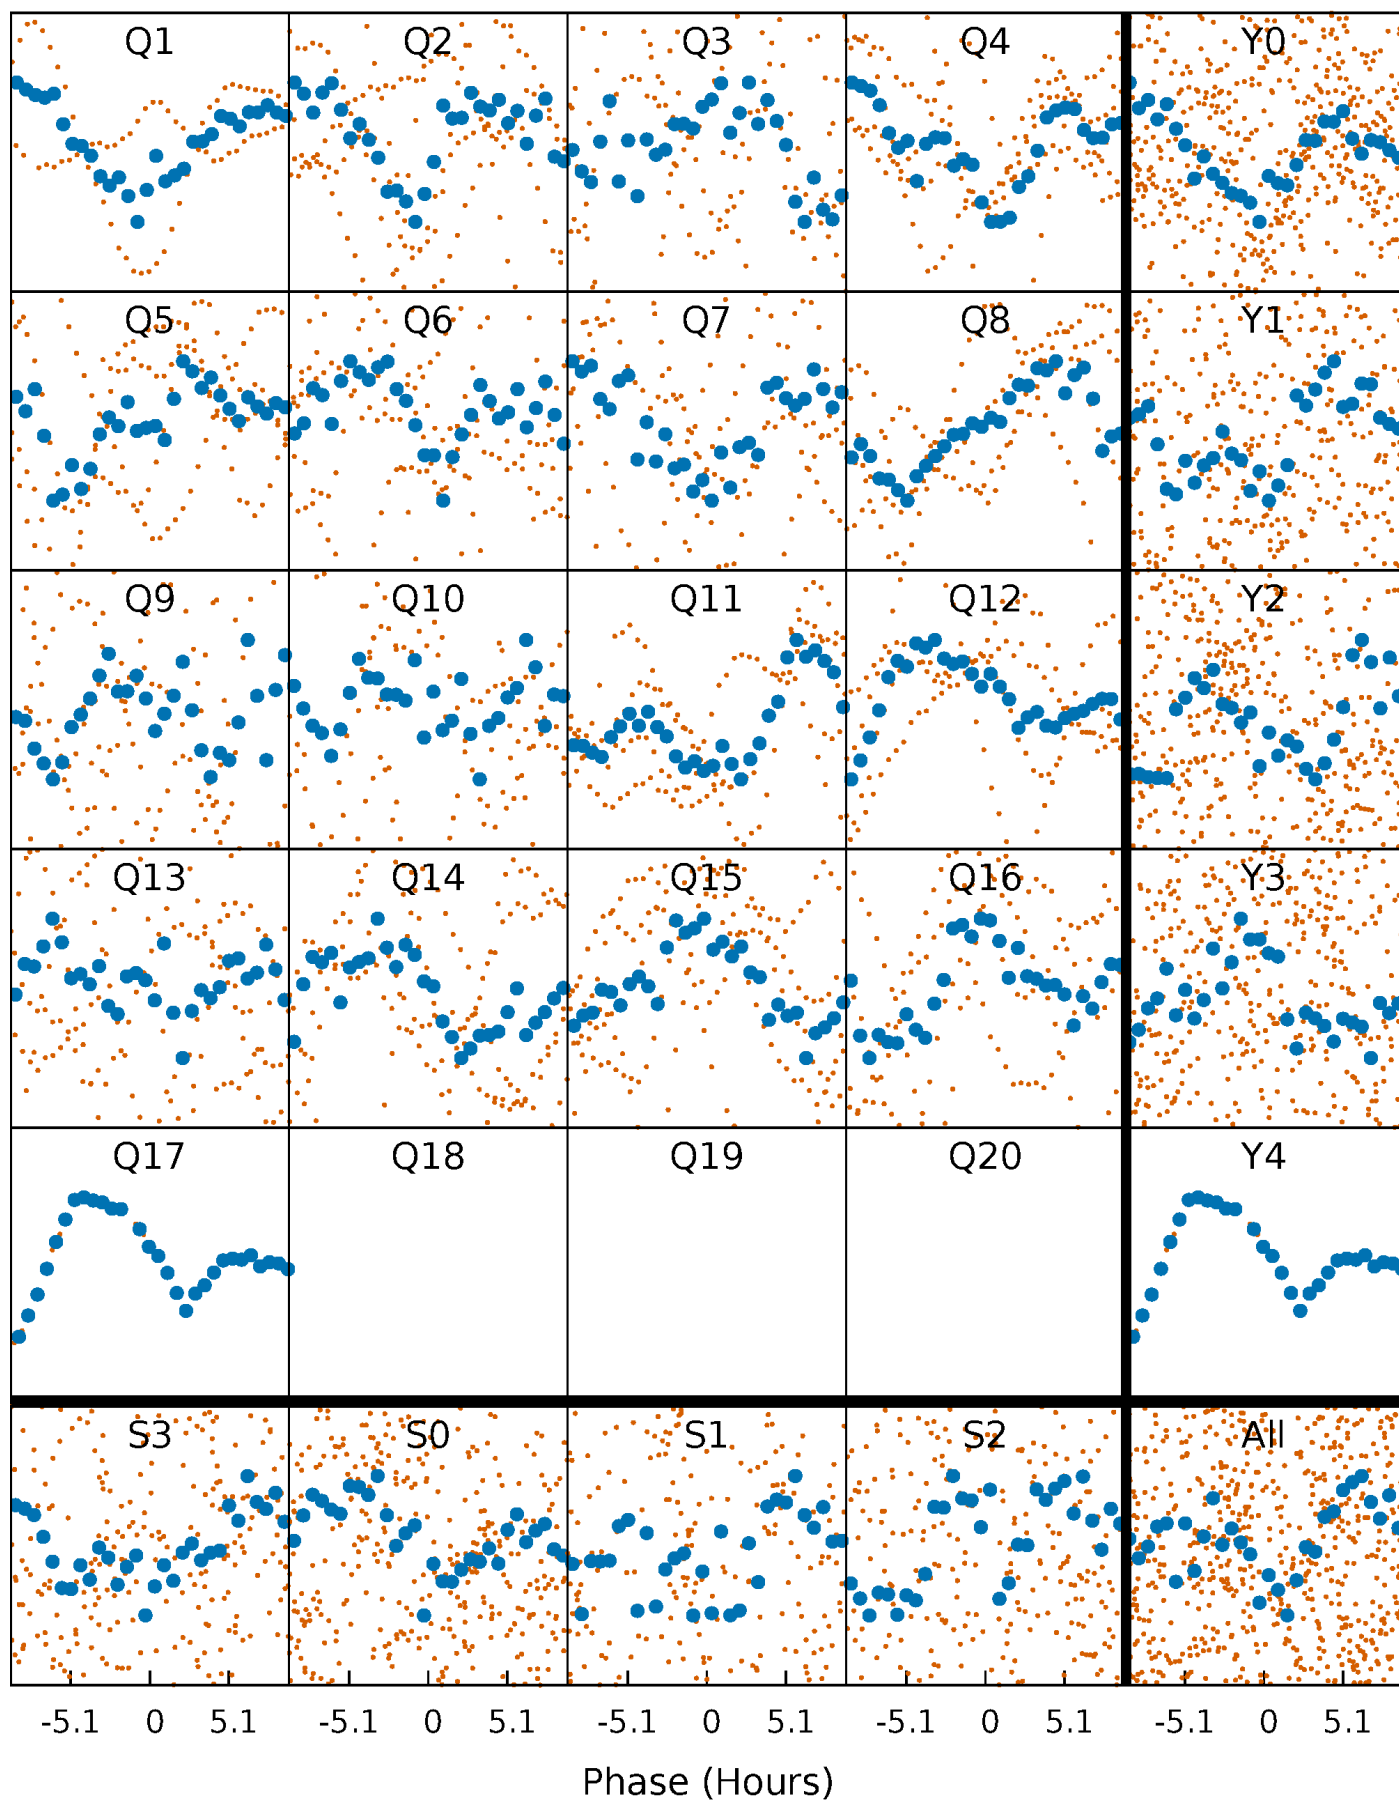 Q1 Q2 Q3 Q4 Y0
Q5 Q6 Q7 Q8 Y1
Q9 Q10 Q11 Q12 Y2
Q13 Q14 Q15 Q16 Y3
Q17 Q18 Q19 Q20 Y4
S3 S0 S1 S2 All
-5.1 0 5.1 -5.1 0 5.1 -5.1 0 5.1 -5.1 0 5.1 -5.1 0 5.1
Phase (Hours)